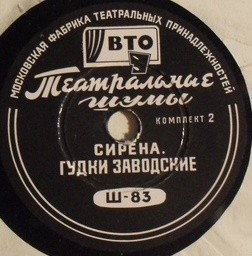 МОСКОВСКАЯ ФАБРИКА ТЕАТРАЛЬНЫХ ПРИНАДЛЕЖНОСТЕЙ
ВТО
Театральные
шумы
КОМПЛЕКТ 2
СИРЕНА.
ГУДКИ ЗАВОДСКИЕ
Ш-83